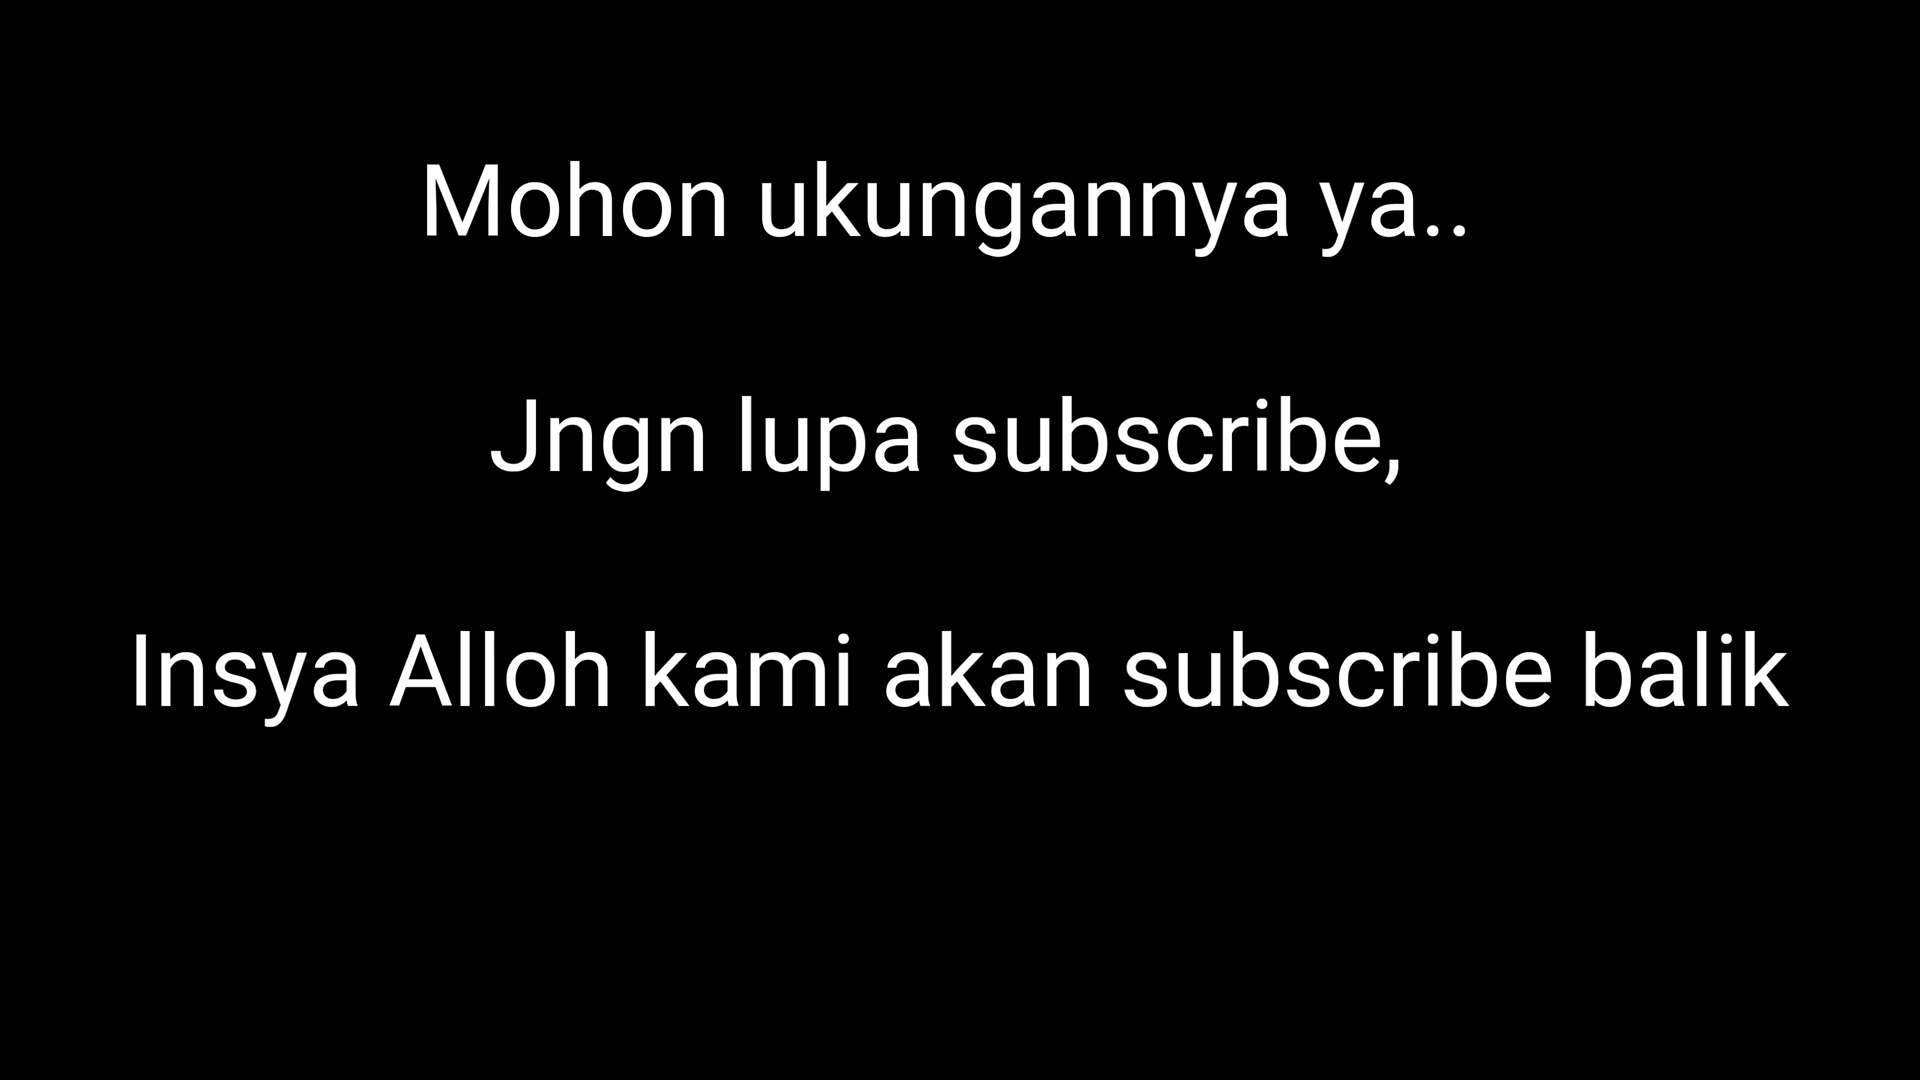 Mohon ukungannya ya..
Jngn lupa subscribe,
Insya Alloh kami akan subscribe balik